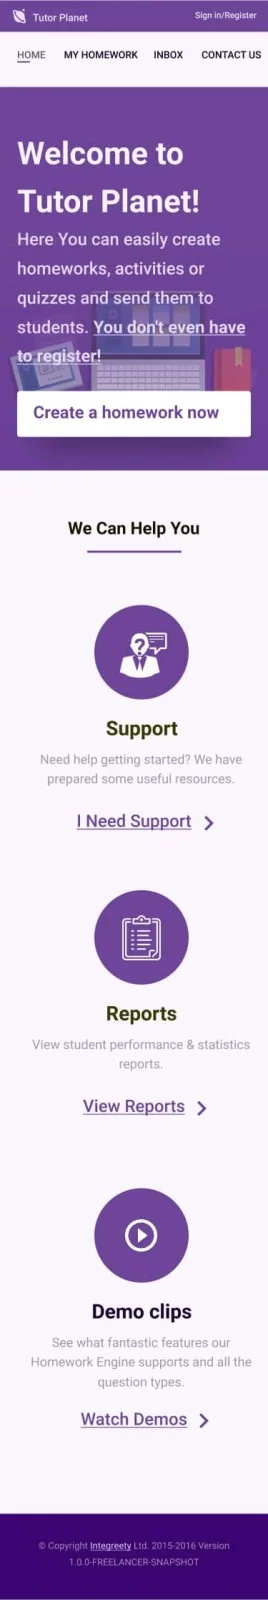 Tutor Planet
Sign in/Register
HOME MY HOMEWORK INBOX CONTACT US
Welcome to
Tutor Planet!
Here You can easily create
homeworks, activities or
quizzes and send them to
students. You don't even have
to register!
Create a homework now
We Can Help You
Support
Need help getting started? We have
prepared some useful resources.
I Need Support
Reports
View student performance & statistics
reports.
View Reports
Demo clips
See what fantastic features our
Homework Engine supports and all the
question types.
Watch Demos
© Copyright Integreety Ltd. 2015-2016 Version
1.0.0-FREELANCER-SNAPSHOT